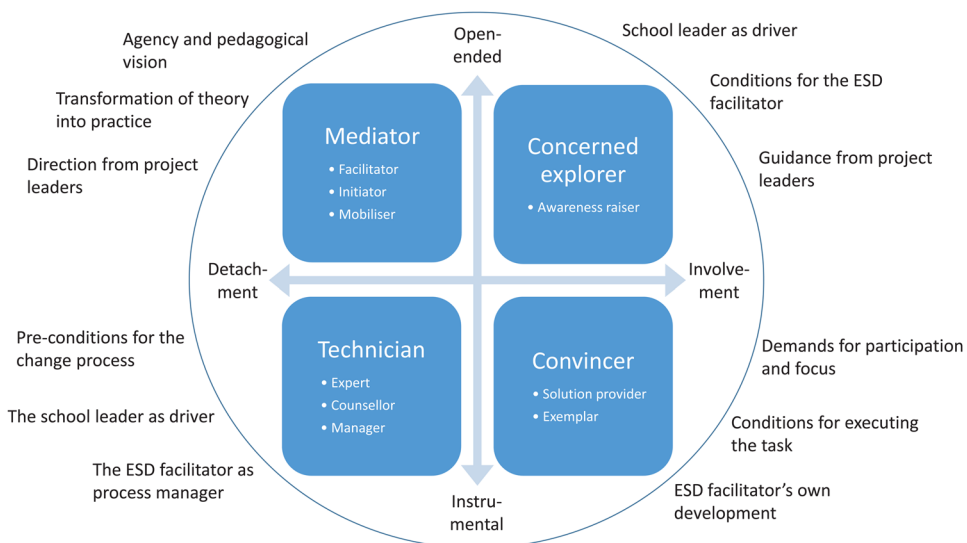 Agency and pedagogical
vision
Transformation of theory
into practice
Direction from project
leaders
Open-
ended
School leader as driver
Conditions for the ESD
facilitator
Guidance from project
leaders
Mediator
• Facilitator
• Initiator
• Mobiliser
Concerned
explorer
• Awareness raiser
Detach-
ment
Involve-
ment
Technician
• Expert
• Counsellor
• Manager
Convincer
• Solution provider
• Exemplar
Pre-conditions for the
change process
The school leader as driver
The ESD facilitator as
process manager
Demands for participation
and focus
Conditions for executing
the task
ESD facilitator’s own
development
Instru-
mental